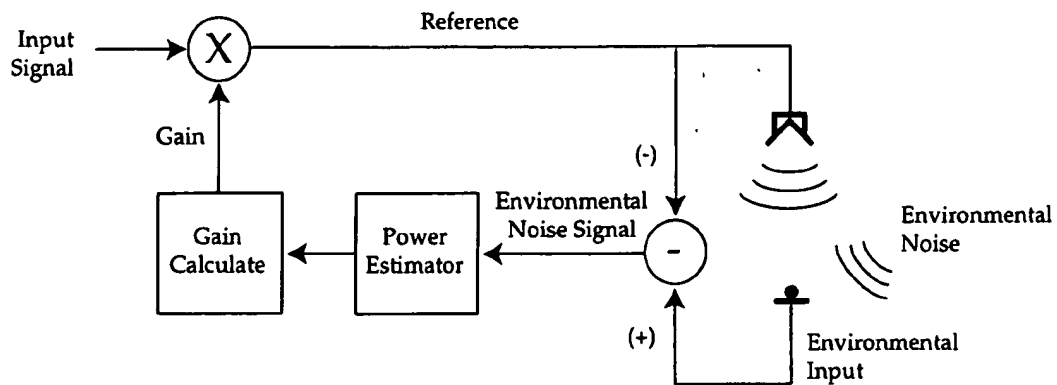 Reference
Input
Signal
X
Gain
(-)
Environmental
Noise Signal
Environmental
Noise
Gain
Calculate
Power
Estimator
-
(+)
Environmental
Input